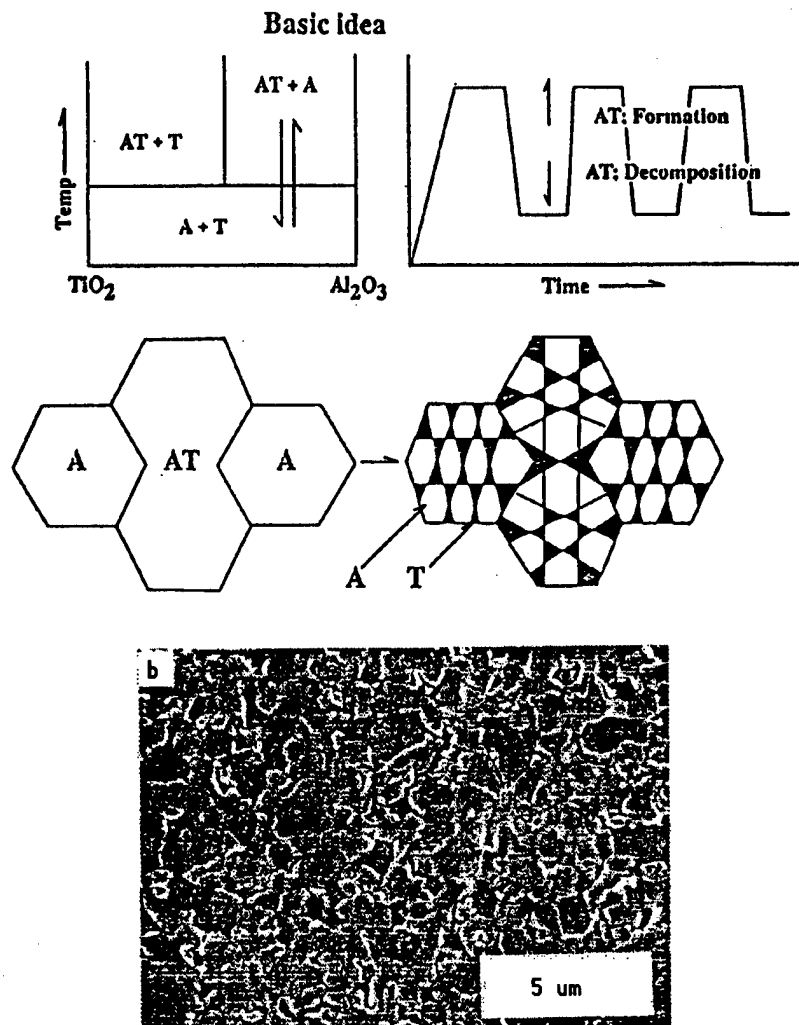 Basic idea
Temp
AT + A
AT + T
A + T
TiO₂
Al₂O₃
AT: Formation
AT: Decomposition
Time
A
AT
A
A
T
b
5 um